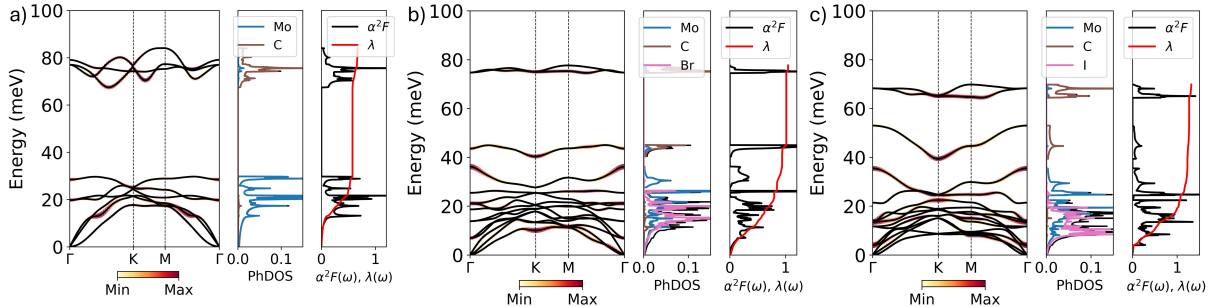 a)
Energy (meV)
100
80
60
40
20
0
Γ K M Γ
Min Max
Mo
C
0.0 0.1
PhDOS
α²F
λ
0 1
α²F(ω), λ(ω)
b)
Energy (meV)
100
80
60
40
20
0
Γ K M Γ
Min Max
Mo
C
Br
0.0 0.1
PhDOS
α²F
λ
0 1
α²F(ω), λ(ω)
c)
Energy (meV)
100
80
60
40
20
0
Γ K M Γ
Min Max
Mo
C
I
0.0 0.1
PhDOS
α²F
λ
0 1
α²F(ω), λ(ω)